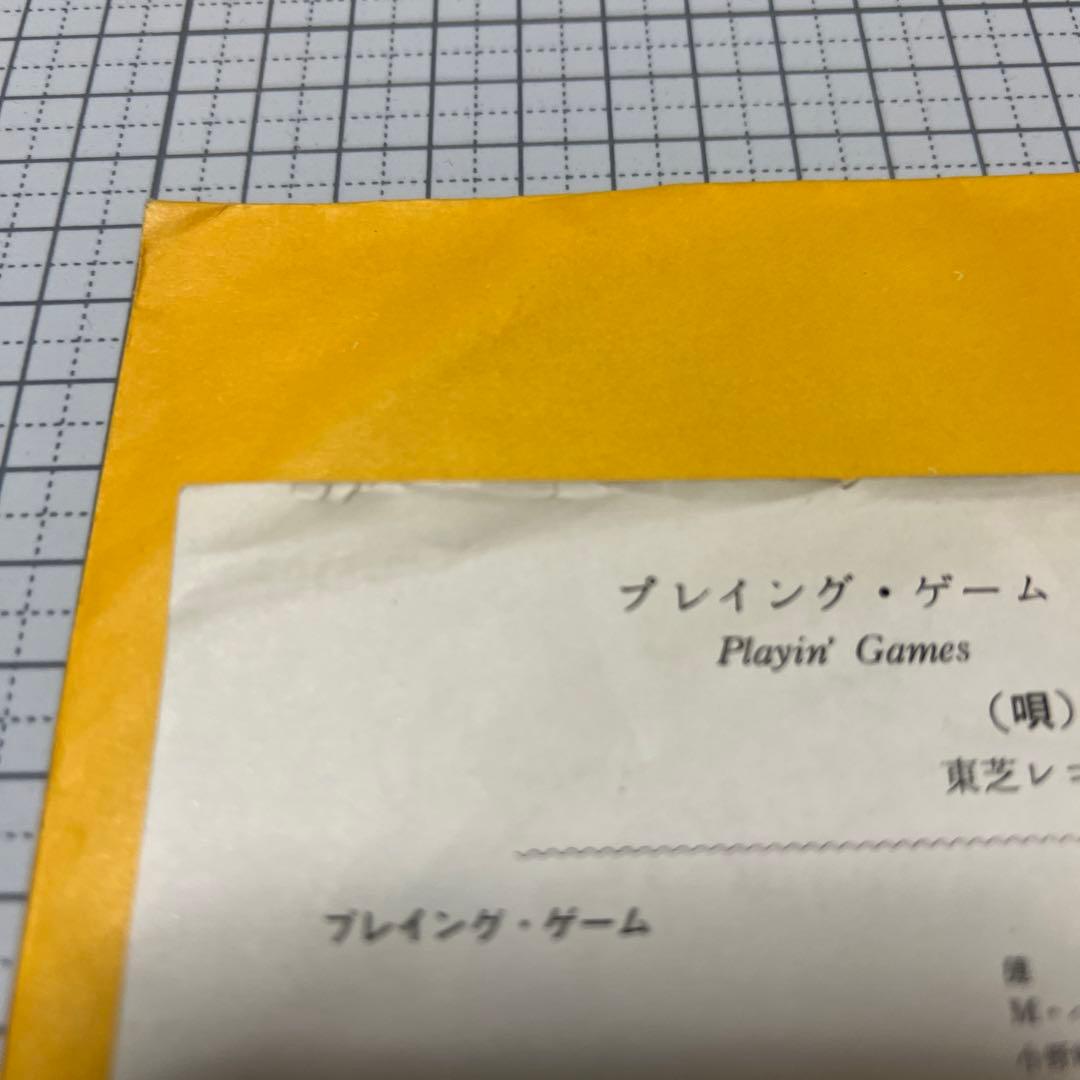 プレイング・ゲーム
Playin' Games
（唄）
東芝レコ
プレイング・ゲーム
M・ハ